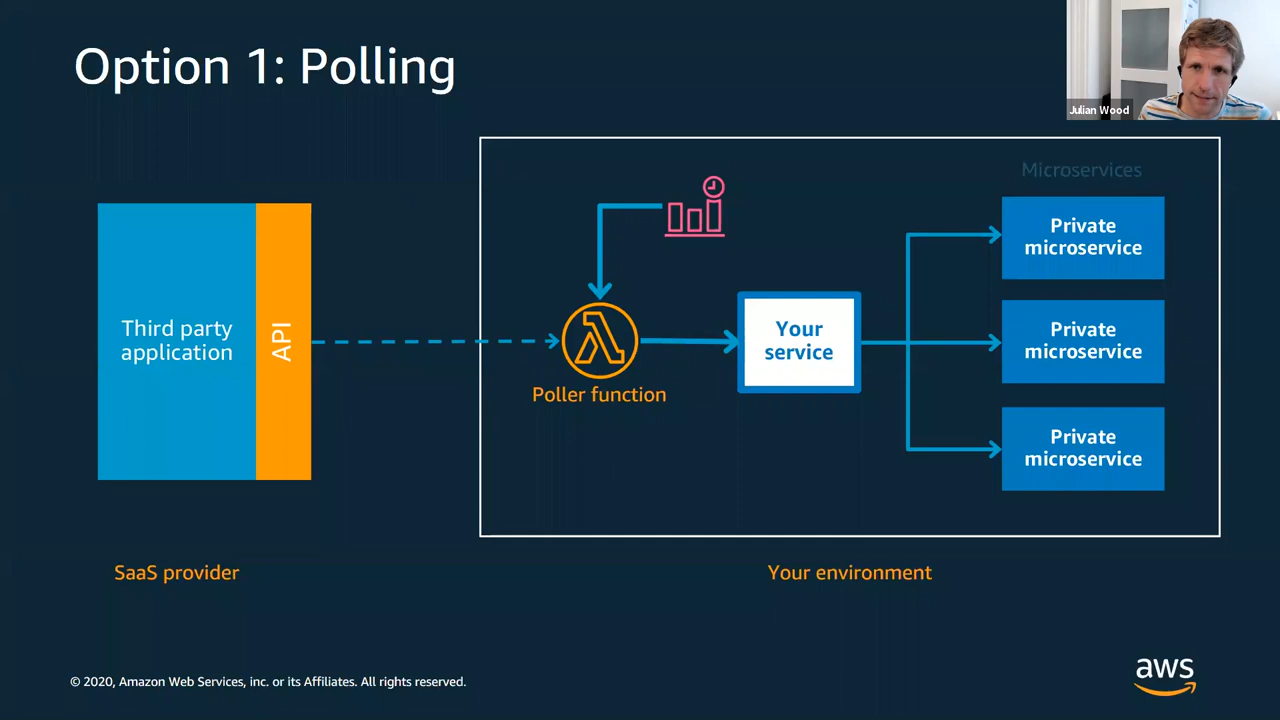 Option 1: Polling
Julian Wood
Microservices
Private
microservice
Third party
application
API
Your
service
Private
microservice
Poller function
Private
microservice
SaaS provider
Your environment
© 2020, Amazon Web Services, inc. or its Affiliates. All rights reserved.
aws